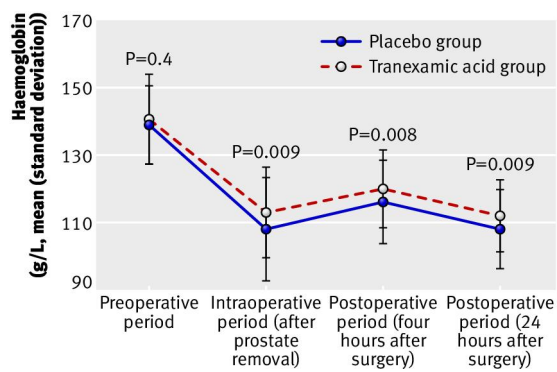 Haemoglobin
(g/L, mean (standard deviation))
170
150
130
110
90
Placebo group
Tranexamic acid group
P=0.4
P=0.009
P=0.008
P=0.009
Preoperative
period
Intraoperative
period (after
prostate
removal)
Postoperative
period (four
hours after
surgery)
Postoperative
period (24
hours after
surgery)